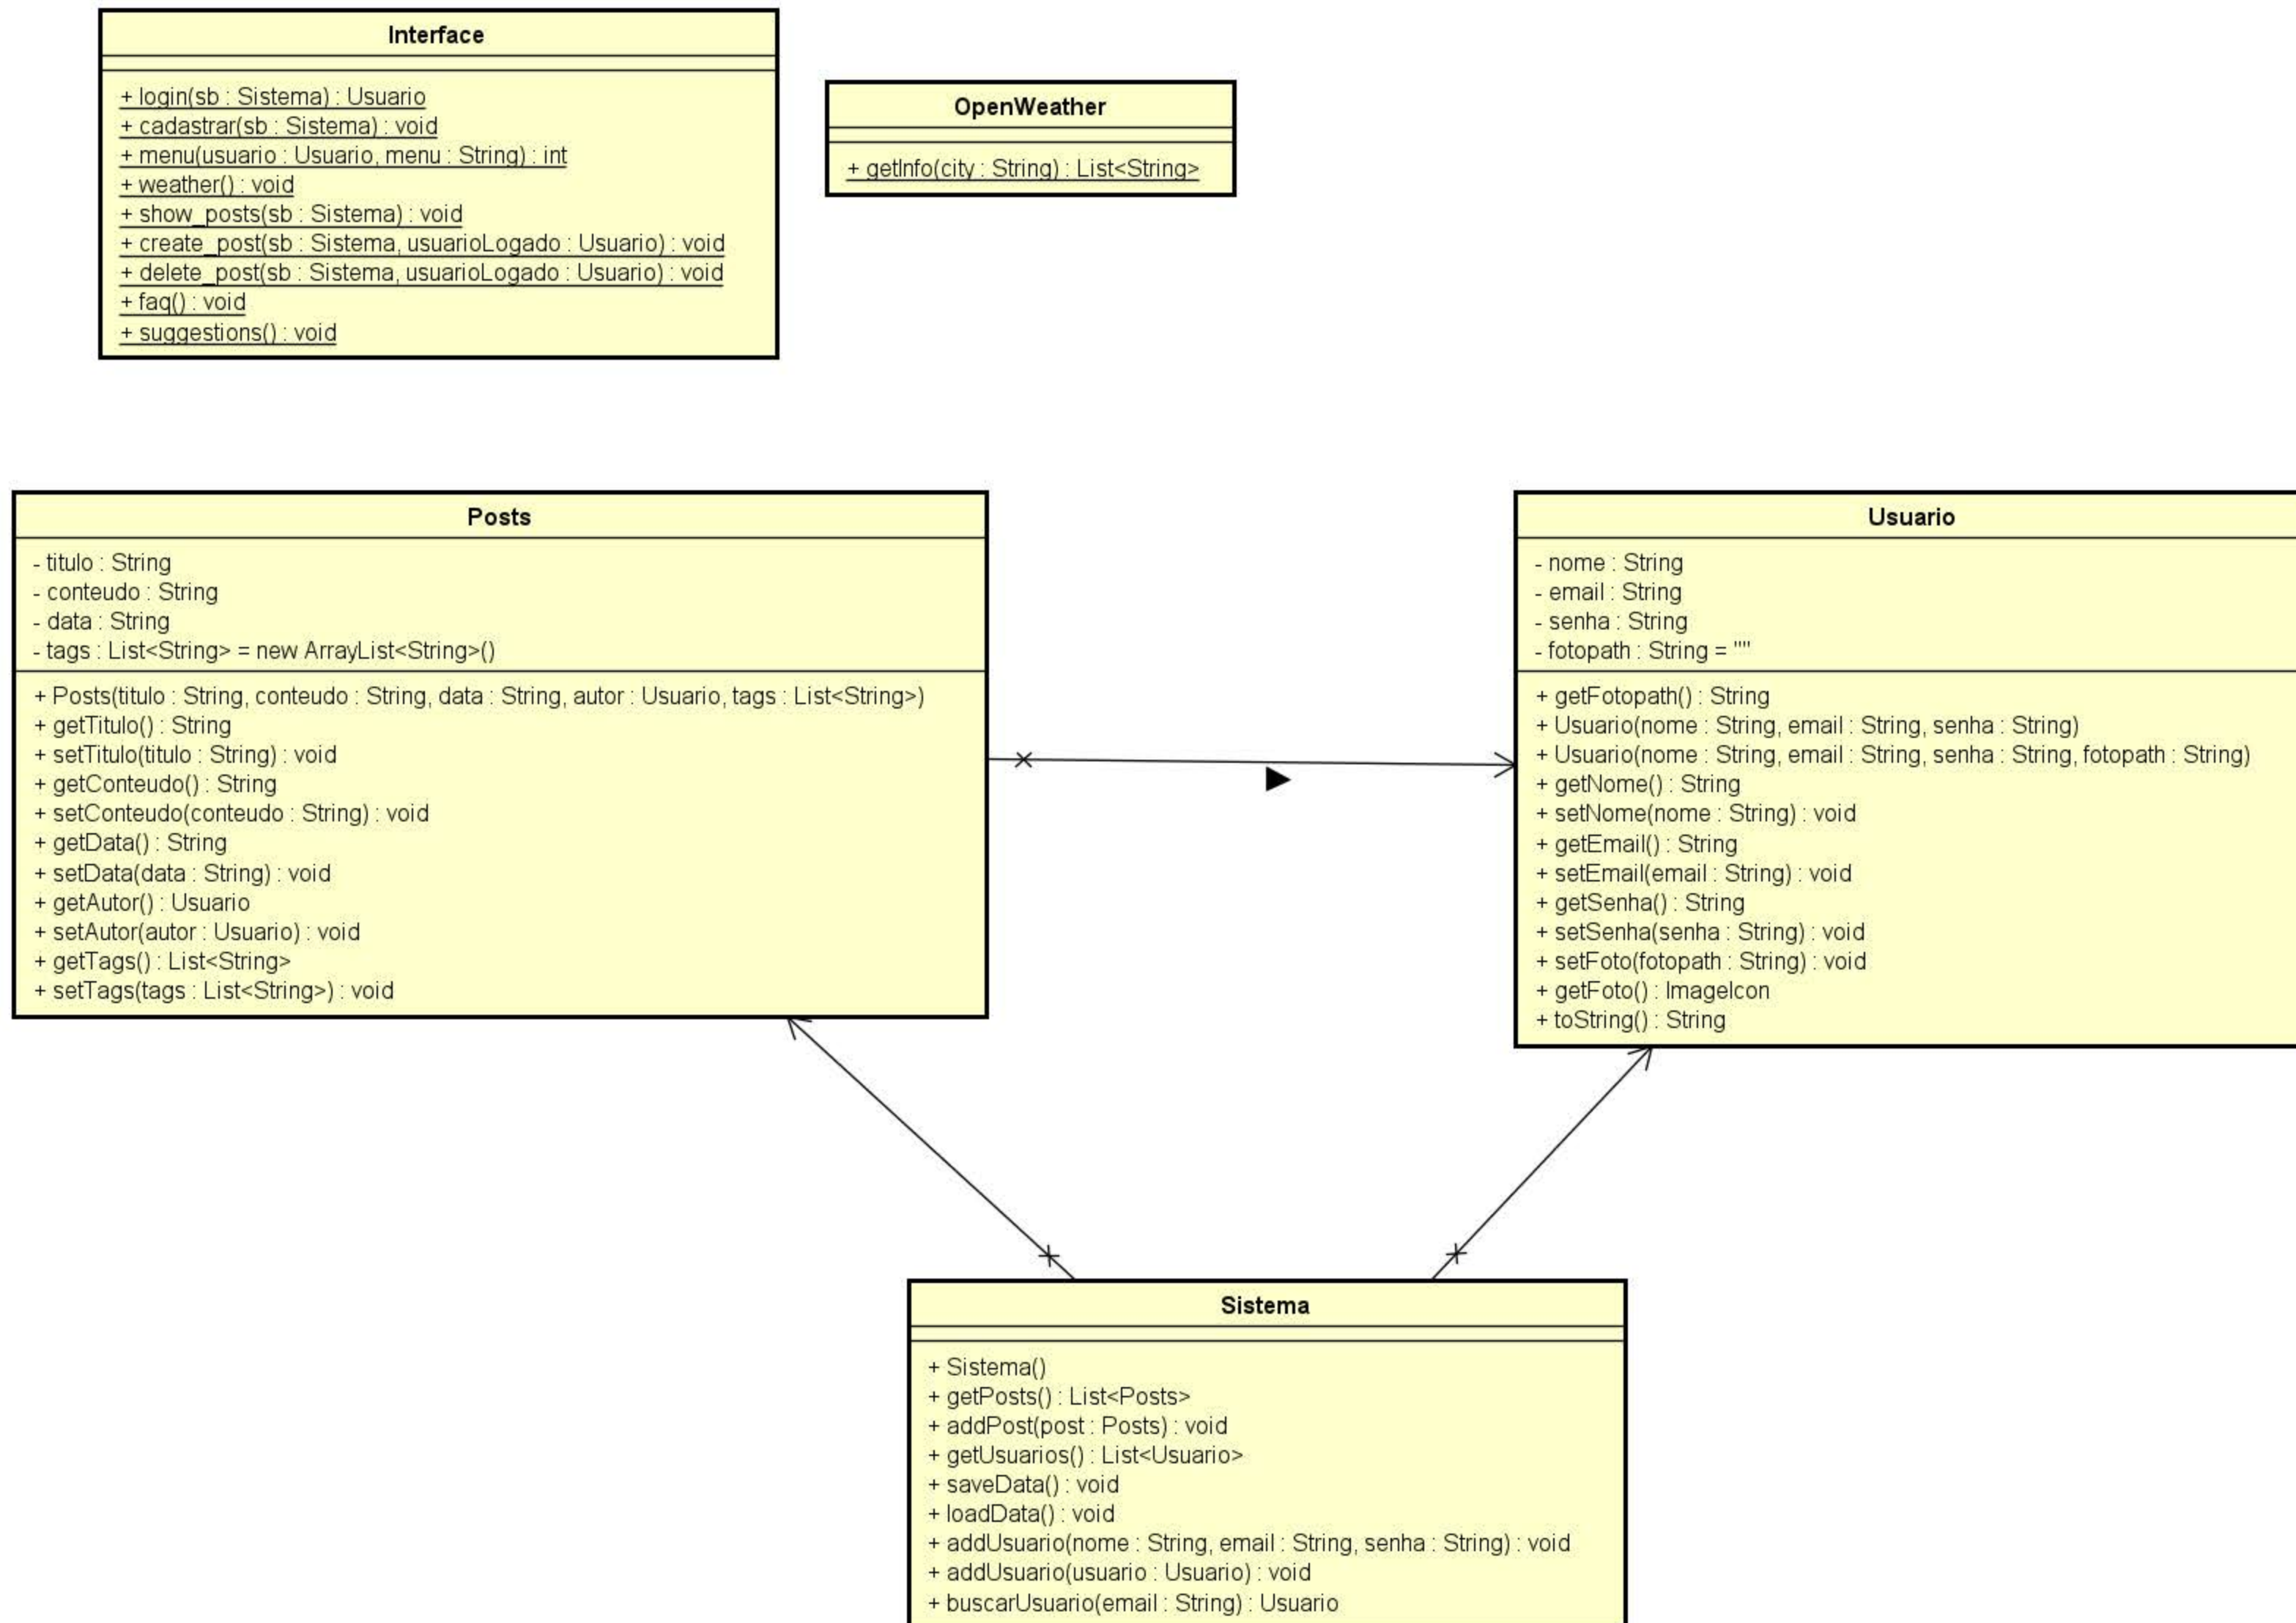 Interface
+ login(sb : Sistema) : Usuario
+ cadastrar(sb : Sistema) : void
+ menu(usuario : Usuario, menu : String) : int
+ weather() : void
+ show_posts(sb : Sistema) : void
+ create_post(sb : Sistema, usuarioLogado : Usuario) : void
+ delete_post(sb : Sistema, usuarioLogado : Usuario) : void
+ faq() : void
+ suggestions() : void
OpenWeather
+ getInfo(city : String) : List<String>
Posts
- titulo : String
- conteudo : String
- data : String
- tags : List<String> = new ArrayList<String>()
+ Posts(titulo : String, conteudo : String, data : String, autor : Usuario, tags : List<String>)
+ getTitulo() : String
+ setTitulo(titulo : String) : void
+ getConteudo() : String
+ setConteudo(conteudo : String) : void
+ getData() : String
+ setData(data : String) : void
+ getAutor() : Usuario
+ setAutor(autor : Usuario) : void
+ getTags() : List<String>
+ setTags(tags : List<String>) : void
Usuario
- nome : String
- email : String
- senha : String
- fotopath : String = ""
+ getFotopath() : String
+ Usuario(nome : String, email : String, senha : String)
+ Usuario(nome : String, email : String, senha : String, fotopath : String)
+ getNome() : String
+ setNome(nome : String) : void
+ getEmail() : String
+ setEmail(email : String) : void
+ getSenha() : String
+ setSenha(senha : String) : void
+ setFoto(fotopath : String) : void
+ getFoto() : ImageIcon
+ toString() : String
Sistema
+ Sistema()
+ getPosts() : List<Posts>
+ addPost(post : Posts) : void
+ getUsuarios() : List<Usuario>
+ saveData() : void
+ loadData() : void
+ addUsuario(nome : String, email : String, senha : String) : void
+ addUsuario(usuario : Usuario) : void
+ buscarUsuario(email : String) : Usuario